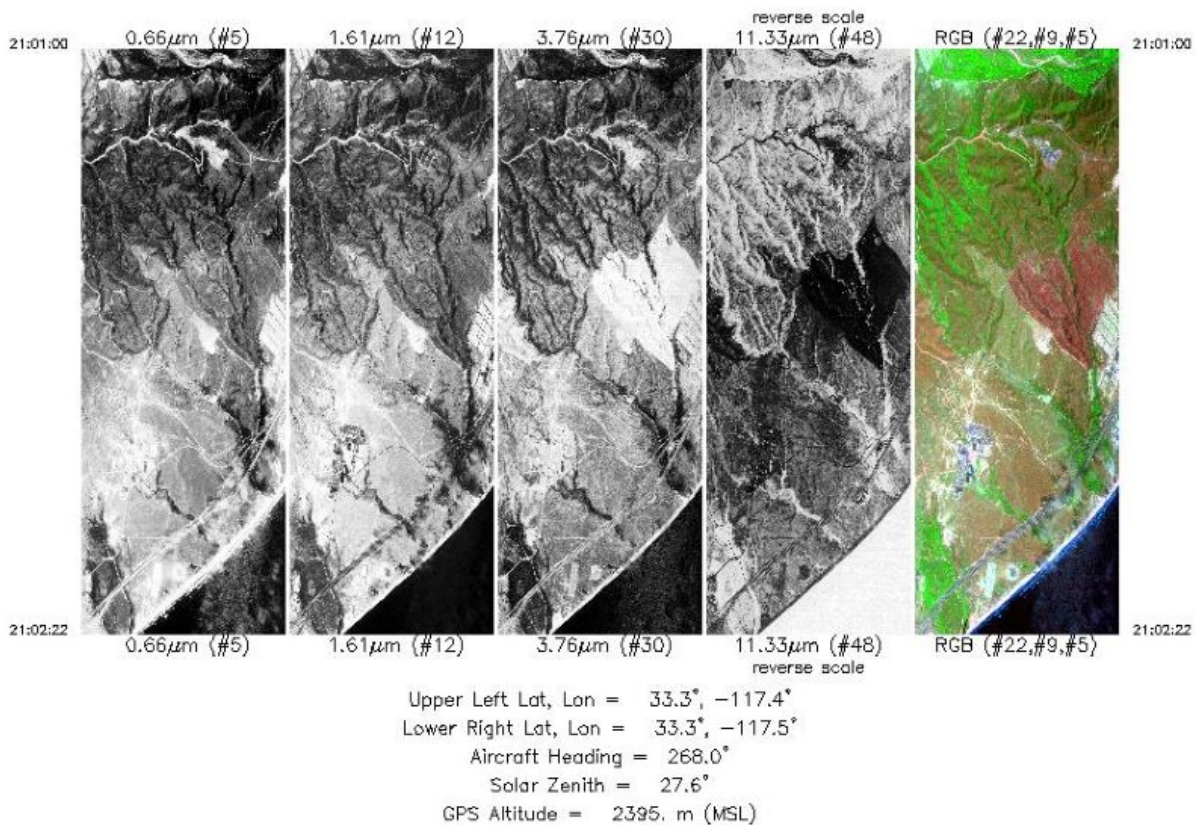 reverse scale
0.66μm (#5) 1.61μm (#12) 3.76μm (#30) 11.33μm (#48) RGB (#22,#9,#5)
21:01:00 21:01:00
21:02:22 21:02:22
0.66μm (#5) 1.61μm (#12) 3.76μm (#30) 11.33μm (#48) RGB (#22,#9,#5)
reverse scale
Upper Left Lat, Lon = 33.3°, -117.4°
Lower Right Lat, Lon = 33.3°, -117.5°
Aircraft Heading = 268.0°
Solar Zenith = 27.6°
GPS Altitude = 2395. m (MSL)